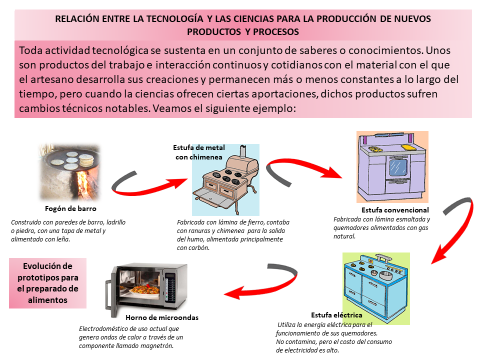 RELACIÓN ENTRE LA TECNOLOGÍA Y LAS CIENCIAS PARA LA PRODUCCIÓN DE NUEVOS
PRODUCTOS Y PROCESOS
Toda actividad tecnológica se sustenta en un conjunto de saberes o conocimientos. Unos
son productos del trabajo e interacción continuos y cotidianos con el material con el que
el artesano desarrolla sus creaciones y permanecen más o menos constantes a lo largo del
tiempo, pero cuando la ciencias ofrecen ciertas aportaciones, dichos productos sufren
cambios técnicos notables. Veamos el siguiente ejemplo:
Fogón de barro
Construido con paredes de barro, ladrillo
o piedra, con una tapa de metal y
alimentado con leña.
Estufa de metal
con chimenea
Fabricada con lámina de fierro, contaba
con ranuras y chimenea para la salida
del humo, alimentada principalmente
con carbón.
Estufa convencional
Fabricada con lámina esmaltada y
quemadores alimentados con gas
natural.
Evolución de
prototipos para
el preparado de
alimentos
Horno de microondas
Electrodoméstico de uso actual que
genera ondas de calor a través de un
componente llamado magnetrón.
Estufa eléctrica
Utiliza la energía eléctrica para el
funcionamiento de sus quemadores.
No contamina, pero el costo del consumo
de electricidad es alto.